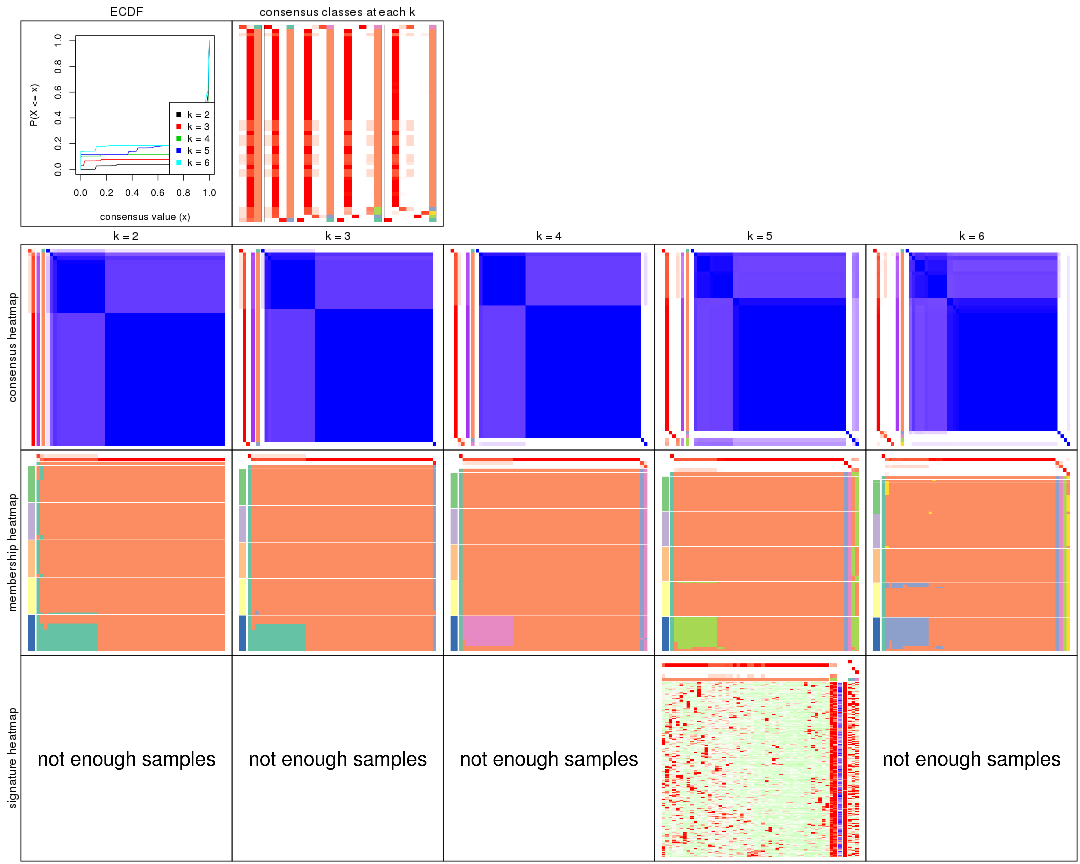 ECDF
consensus classes at each k
P(X <= x)
0.0 0.2 0.4 0.6 0.8 1.0
k = 2
k = 3
k = 4
k = 5
k = 6
0.0 0.2 0.4 0.6 0.8 1.0
consensus value (x)
k = 2 k = 3 k = 4 k = 5 k = 6
consensus heatmap
membership heatmap
signature heatmap
not enough samples not enough samples not enough samples not enough samples